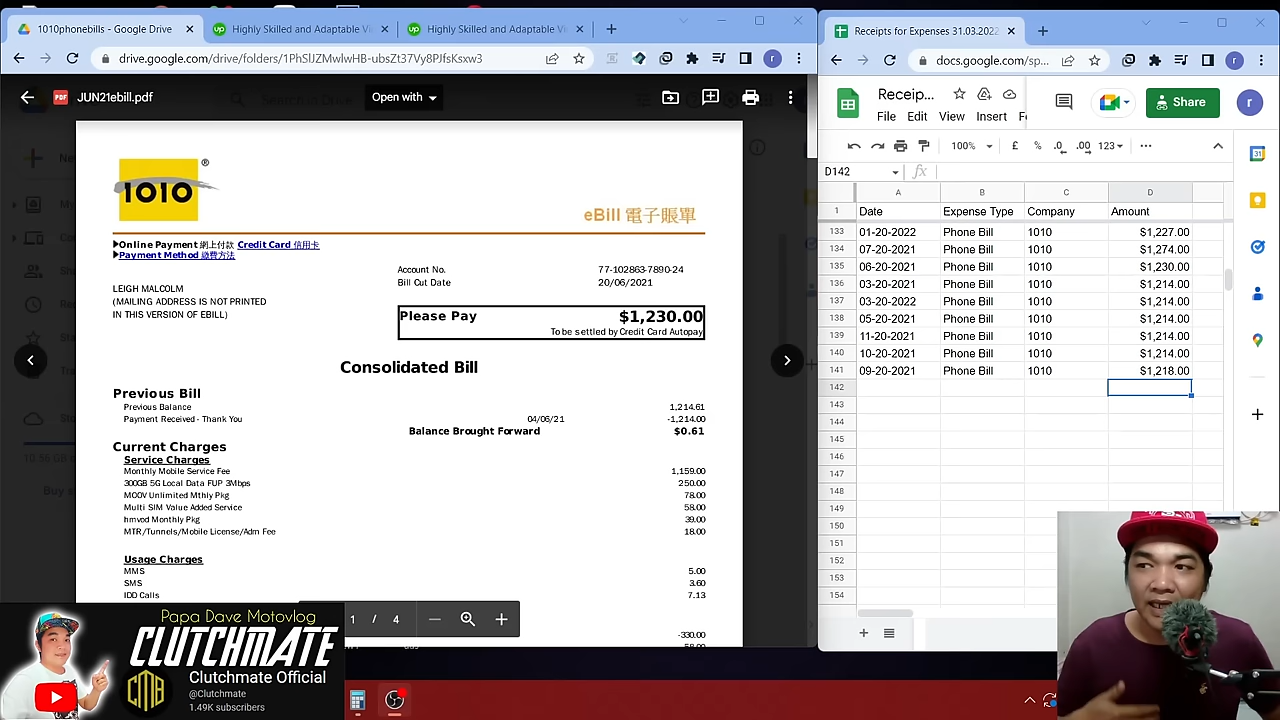 1010phonebills - Google Drive
Highly Skilled and Adaptable Vi
Highly Skilled and Adaptable Vi
drive.google.com/drive/folders/1PhSlJZMwlwHB-ubsZt37Vy8PJfsKsxw3
JUN21ebill.pdf
Open with
1010
®
eBill 電子賬單
Online Payment 網上付款 Credit Card 信用卡
Payment Method 繳費方法
Account No. 77-102863-7890-24
Bill Cut Date 20/06/2021
LEIGH MALCOLM
(MAILING ADDRESS IS NOT PRINTED
IN THIS VERSION OF EBILL)
Please Pay $1,230.00
To be settled by Credit Card Autopay
Consolidated Bill
Previous Bill
Previous Balance 1,214.61
Payment Received - Thank You 04/06/21 -1,214.00
Balance Brought Forward $0.61
Current Charges
Service Charges
Monthly Mobile Service Fee 1,159.00
300GB 5G Local Data FUP 3Mbps 250.00
MOOV Unlimited Mthly Pkg 78.00
Multi SIM Value Added Service 58.00
hmvod Monthly Pkg 39.00
MTR/Tunnels/Mobile License/Adm Fee 18.00
Usage Charges
MMS 5.00
SMS 3.60
IDD Calls 7.13
-330.00
1 / 4
Papa Dave Motovlog
CLUTCHMATE
CMB
Clutchmate Official
@Clutchmate
1.49K subscribers
Receipts for Expenses 31.03.2022
docs.google.com/sp...
Receip...
File Edit View Insert F
Share
r
100% £ % .0 .00 123
D142 fx
A B C D
1 Date Expense Type Company Amount
133 01-20-2022 Phone Bill 1010 $1,227.00
134 07-20-2021 Phone Bill 1010 $1,274.00
135 06-20-2021 Phone Bill 1010 $1,230.00
136 03-20-2021 Phone Bill 1010 $1,214.00
137 03-20-2022 Phone Bill 1010 $1,214.00
138 05-20-2021 Phone Bill 1010 $1,214.00
139 11-20-2021 Phone Bill 1010 $1,214.00
140 10-20-2021 Phone Bill 1010 $1,214.00
141 09-20-2021 Phone Bill 1010 $1,218.00
142
143
144
145
146
147
148
149
150
151
152
153
154